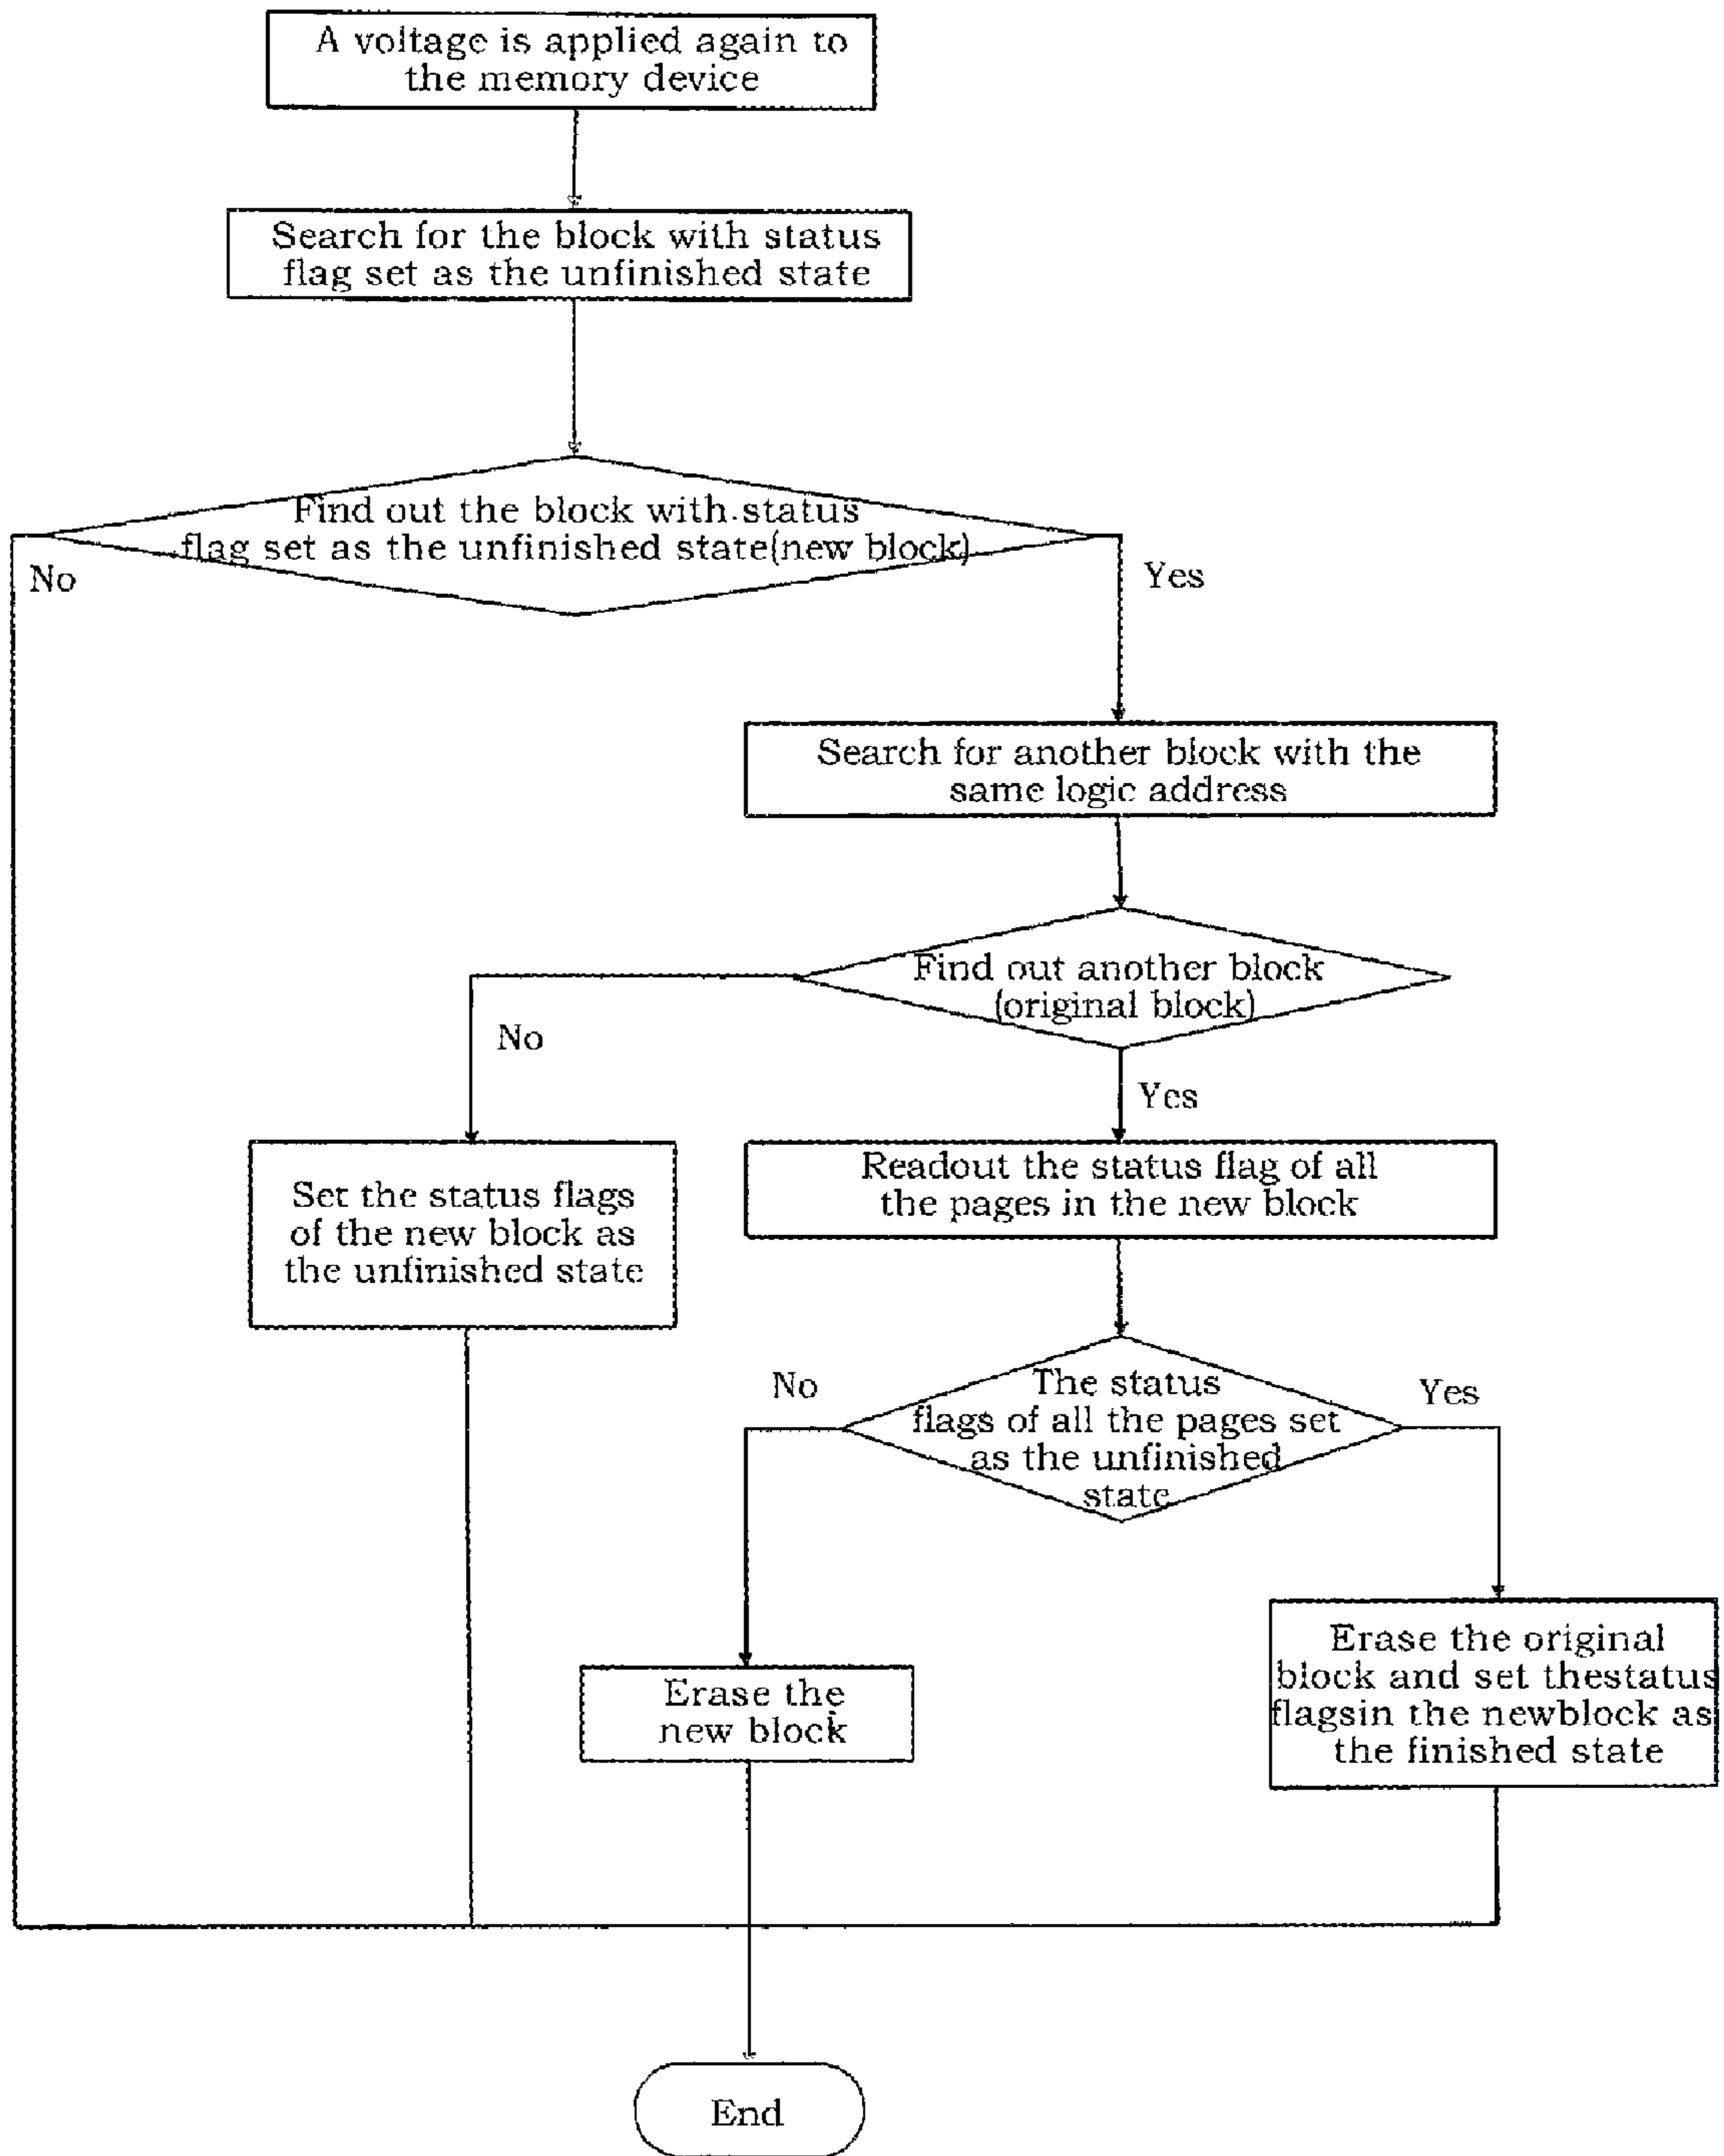 A voltage is applied again to
the memory device
Search for the block with status
flag set as the unfinished state
Find out the block with status
flag set as the unfinished state(new block)
No
Yes
Search for another block with the
same logic address
Find out another block
(original block)
No
Yes
Set the status flags
of the new block as
the unfinished state
Readout the status flag of all
the pages in the new block
No
The status
flags of all the pages set
as the unfinished
state
Yes
Erase the
new block
Erase the original
block and set thestatus
flagsin the newblock as
the finished state
End